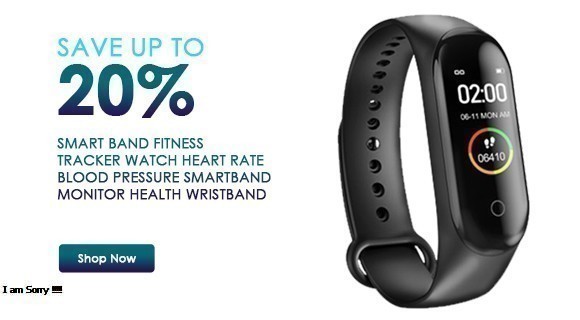 SAVE UP TO
20%
SMART BAND FITNESS
TRACKER WATCH HEART RATE
BLOOD PRESSURE SMARTBAND
MONITOR HEALTH WRISTBAND
Shop Now
I am Sorry !!!!
02:00
06-11 MON AM
06410